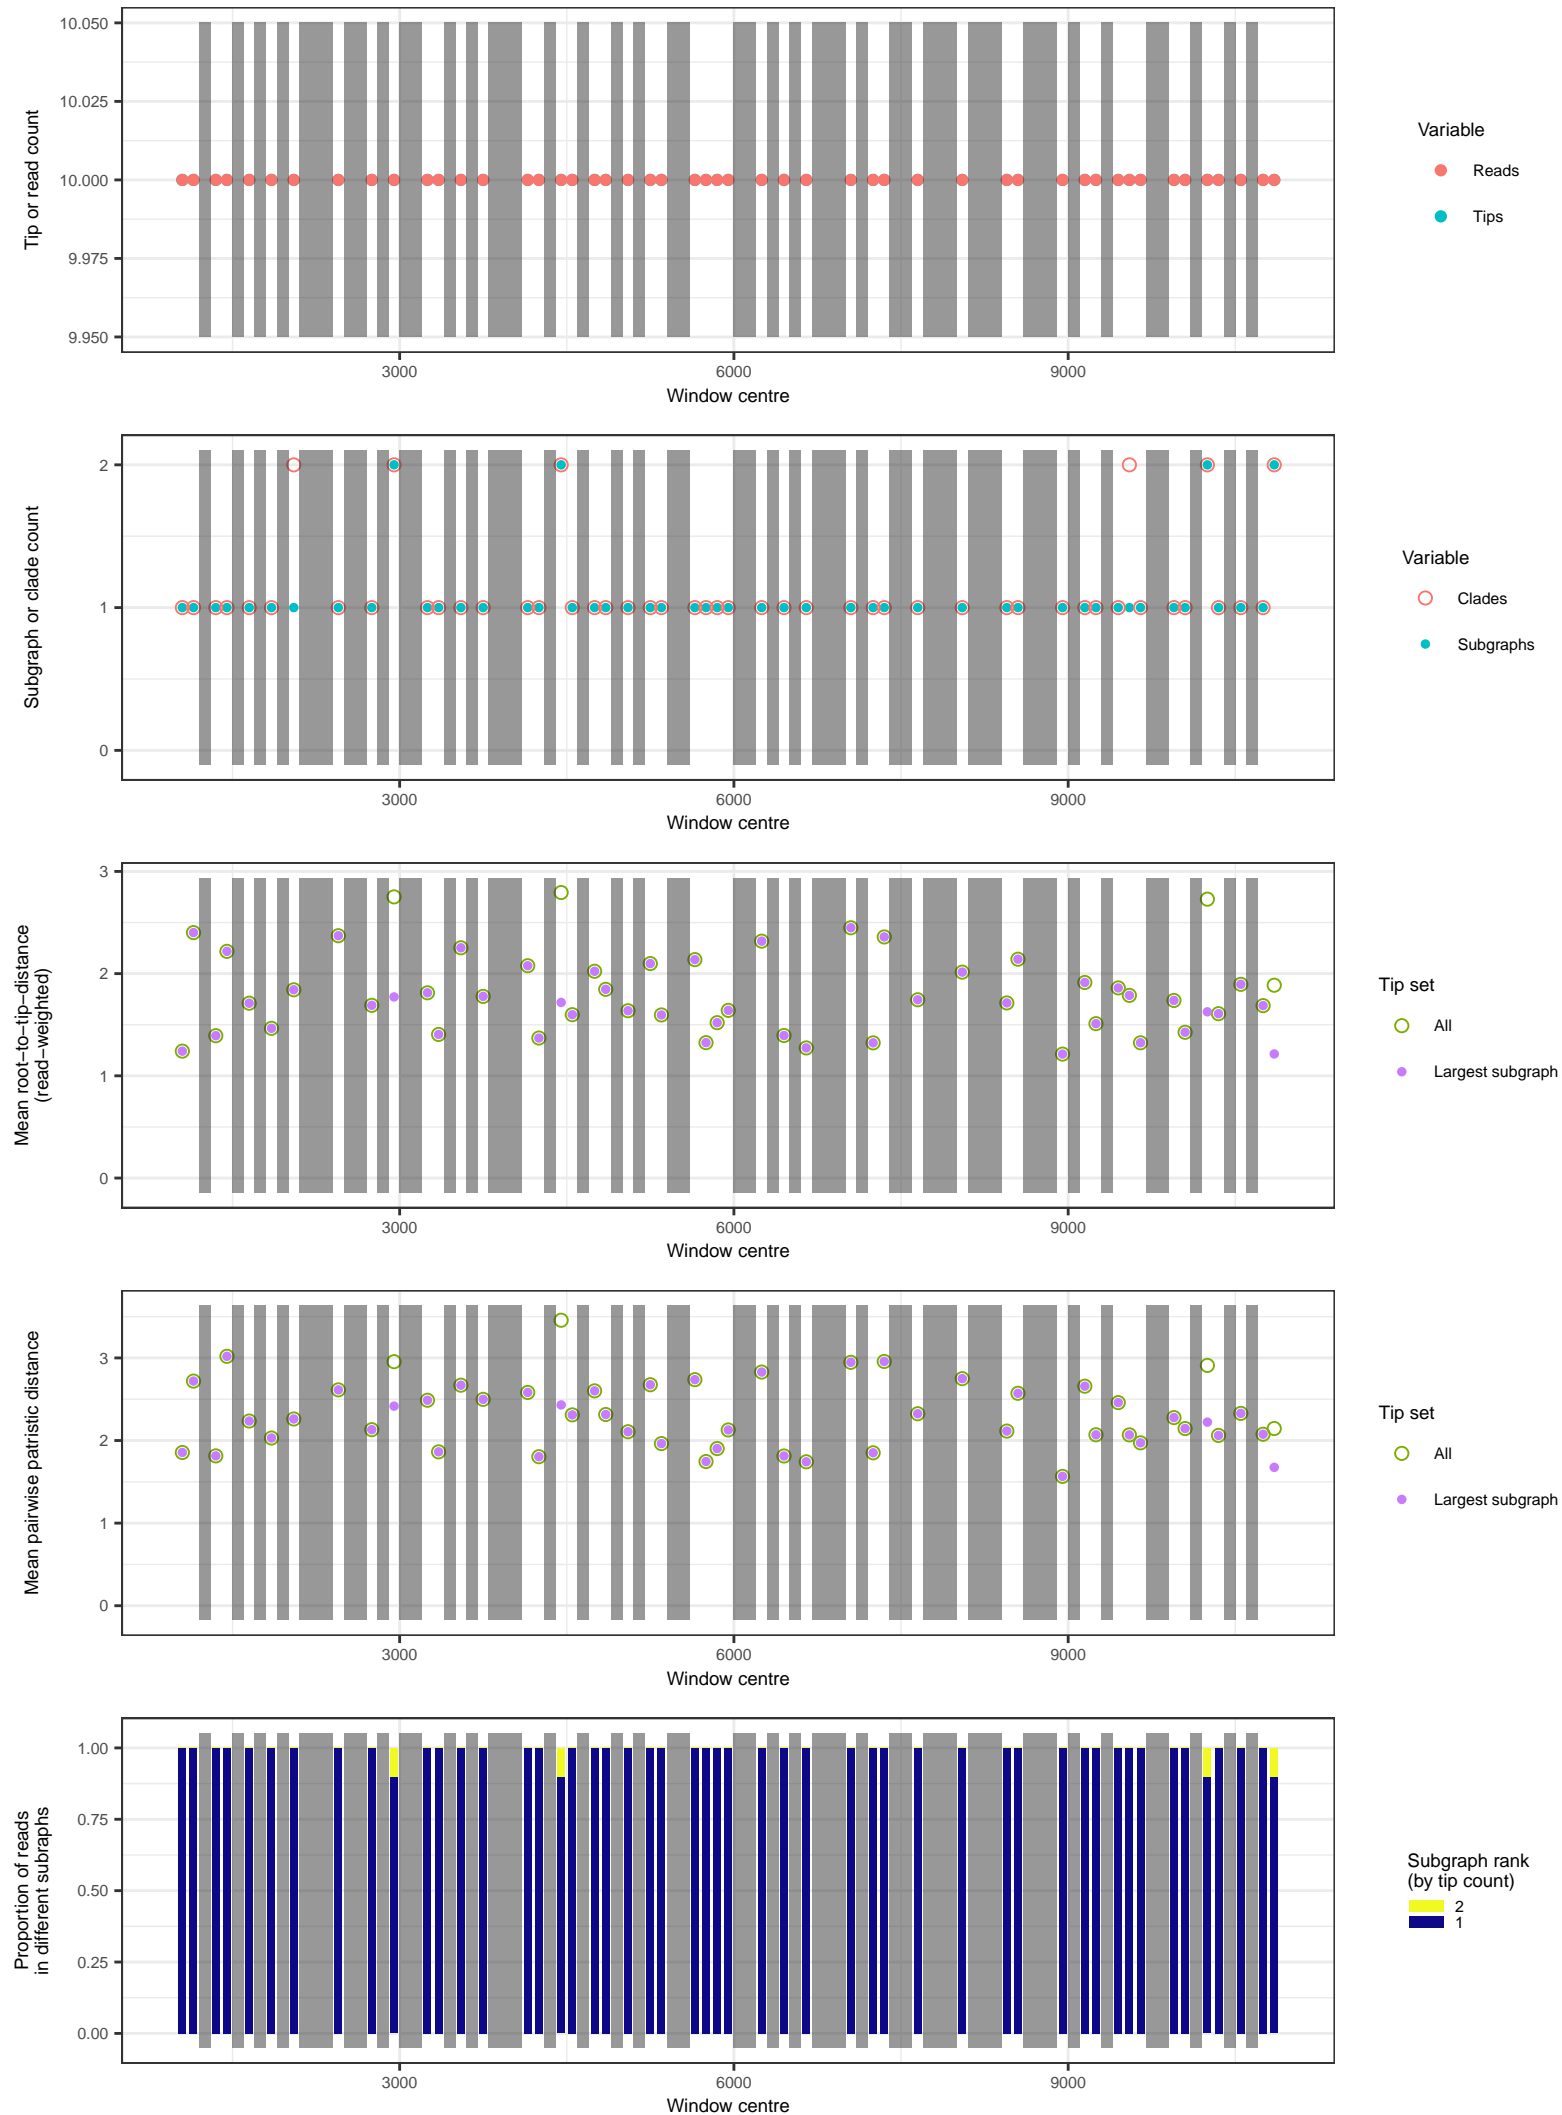 10.050
10.025
10.000
9.975
9.950
Tip or read count
3000
6000
9000
Window centre
Variable
Reads
Tips
2
1
0
Subgraph or clade count
3000
6000
9000
Window centre
Variable
Clades
Subgraphs
3
2
1
0
Mean root−to−tip−distance
(read−weighted)
3000
6000
9000
Window centre
Tip set
All
Largest subgraph
3
2
1
0
Mean pairwise patristic distance
3000
6000
9000
Window centre
Tip set
All
Largest subgraph
1.00
0.75
0.50
0.25
0.00
Proportion of reads
in different subraphs
3000
6000
9000
Window centre
Subgraph rank
(by tip count)
2
1